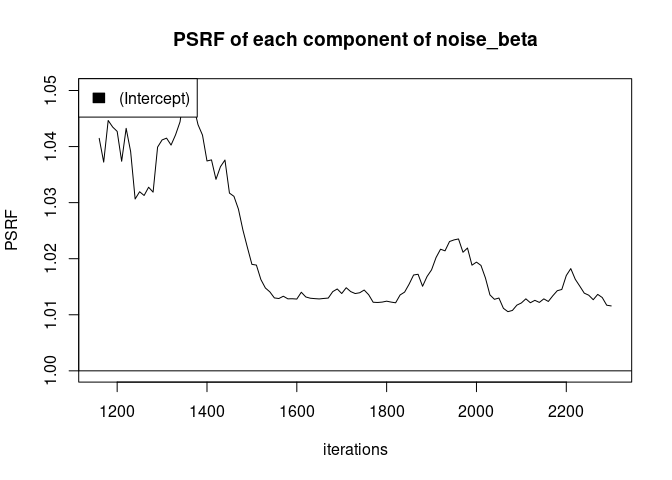 PSRF of each component of noise_beta
(Intercept)
PSRF
1.05
1.04
1.03
1.02
1.01
1.00
1200 1400 1600 1800 2000 2200
iterations